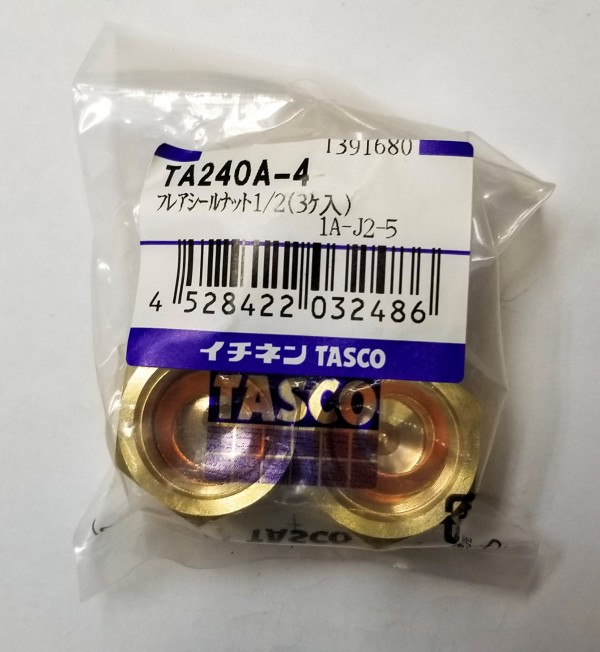 1391680
TA240A-4
フレアシールナット1/2(3ケ入)
1A-J2-5
4 528422 032486
イチネン TASCO
TASCO
TASCO